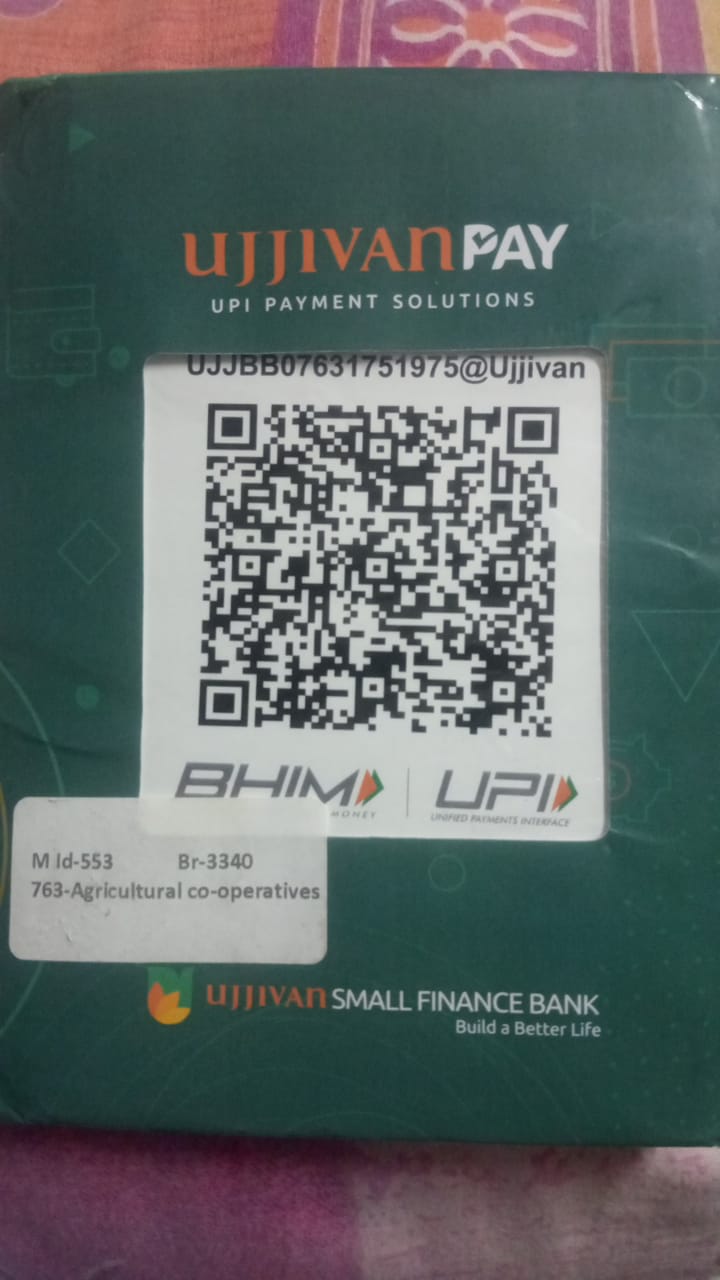 UJJIVANPAY
UPI PAYMENT SOLUTIONS
UJJBB07631751975@Ujjivan
BHIM | UPI
MONEY UNIFIED PAYMENTS INTERFACE
M Id-553 Br-3340
763-Agricultural co-operatives
UJJIVAN SMALL FINANCE BANK
Build a Better Life